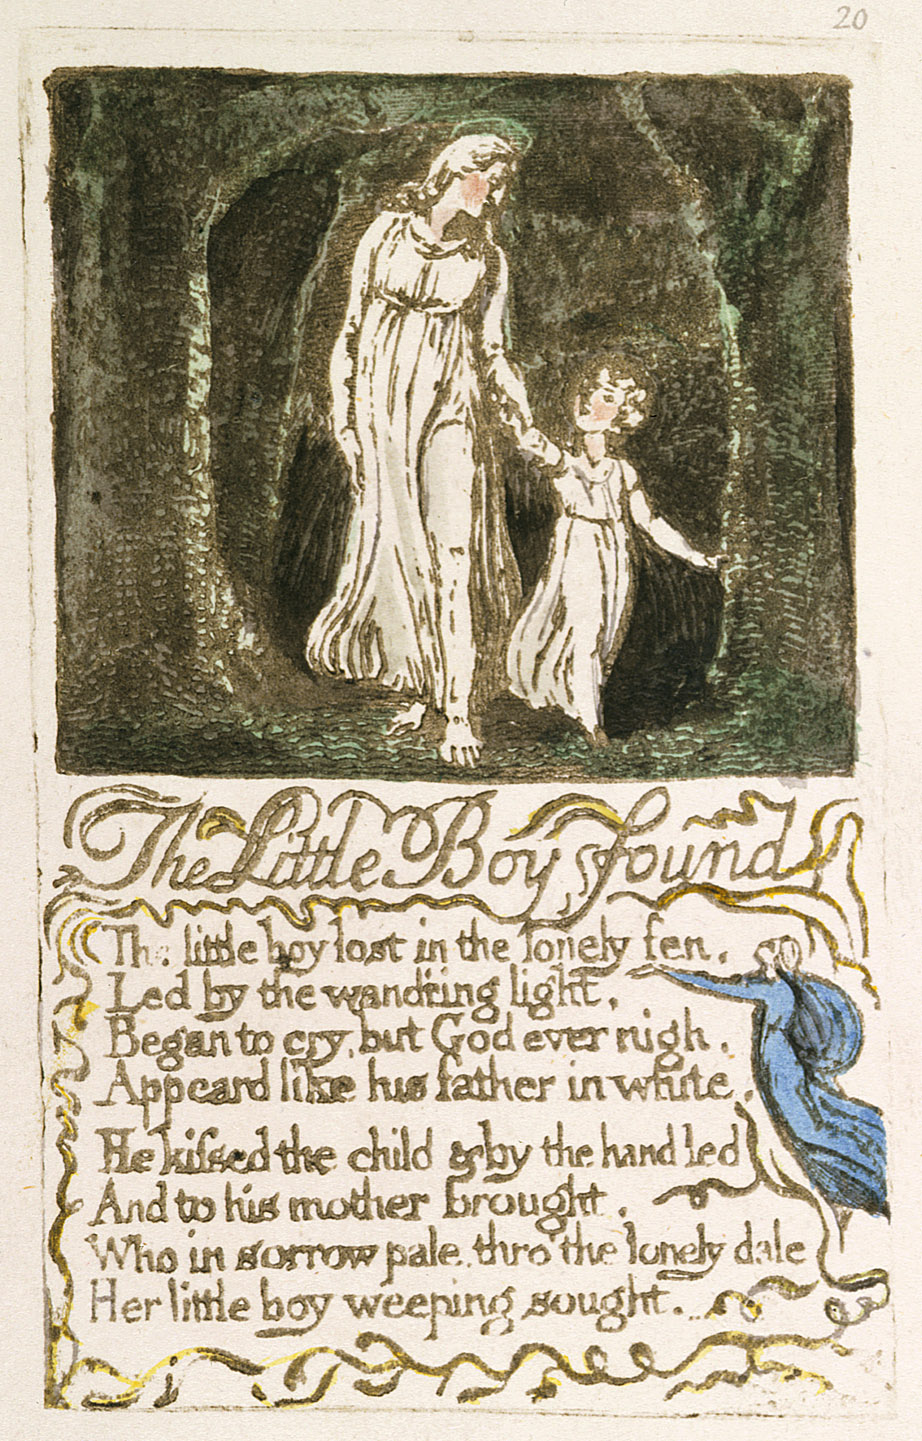 20
The Little Boy found
The little boy lost in the lonely fen,
Led by the wand'ring light,
Began to cry, but God ever nigh,
Appeard like his father in white.
He kissed the child & by the hand led
And to his mother brought,
Who in sorrow pale, thro' the lonely dale
Her little boy weeping sought.